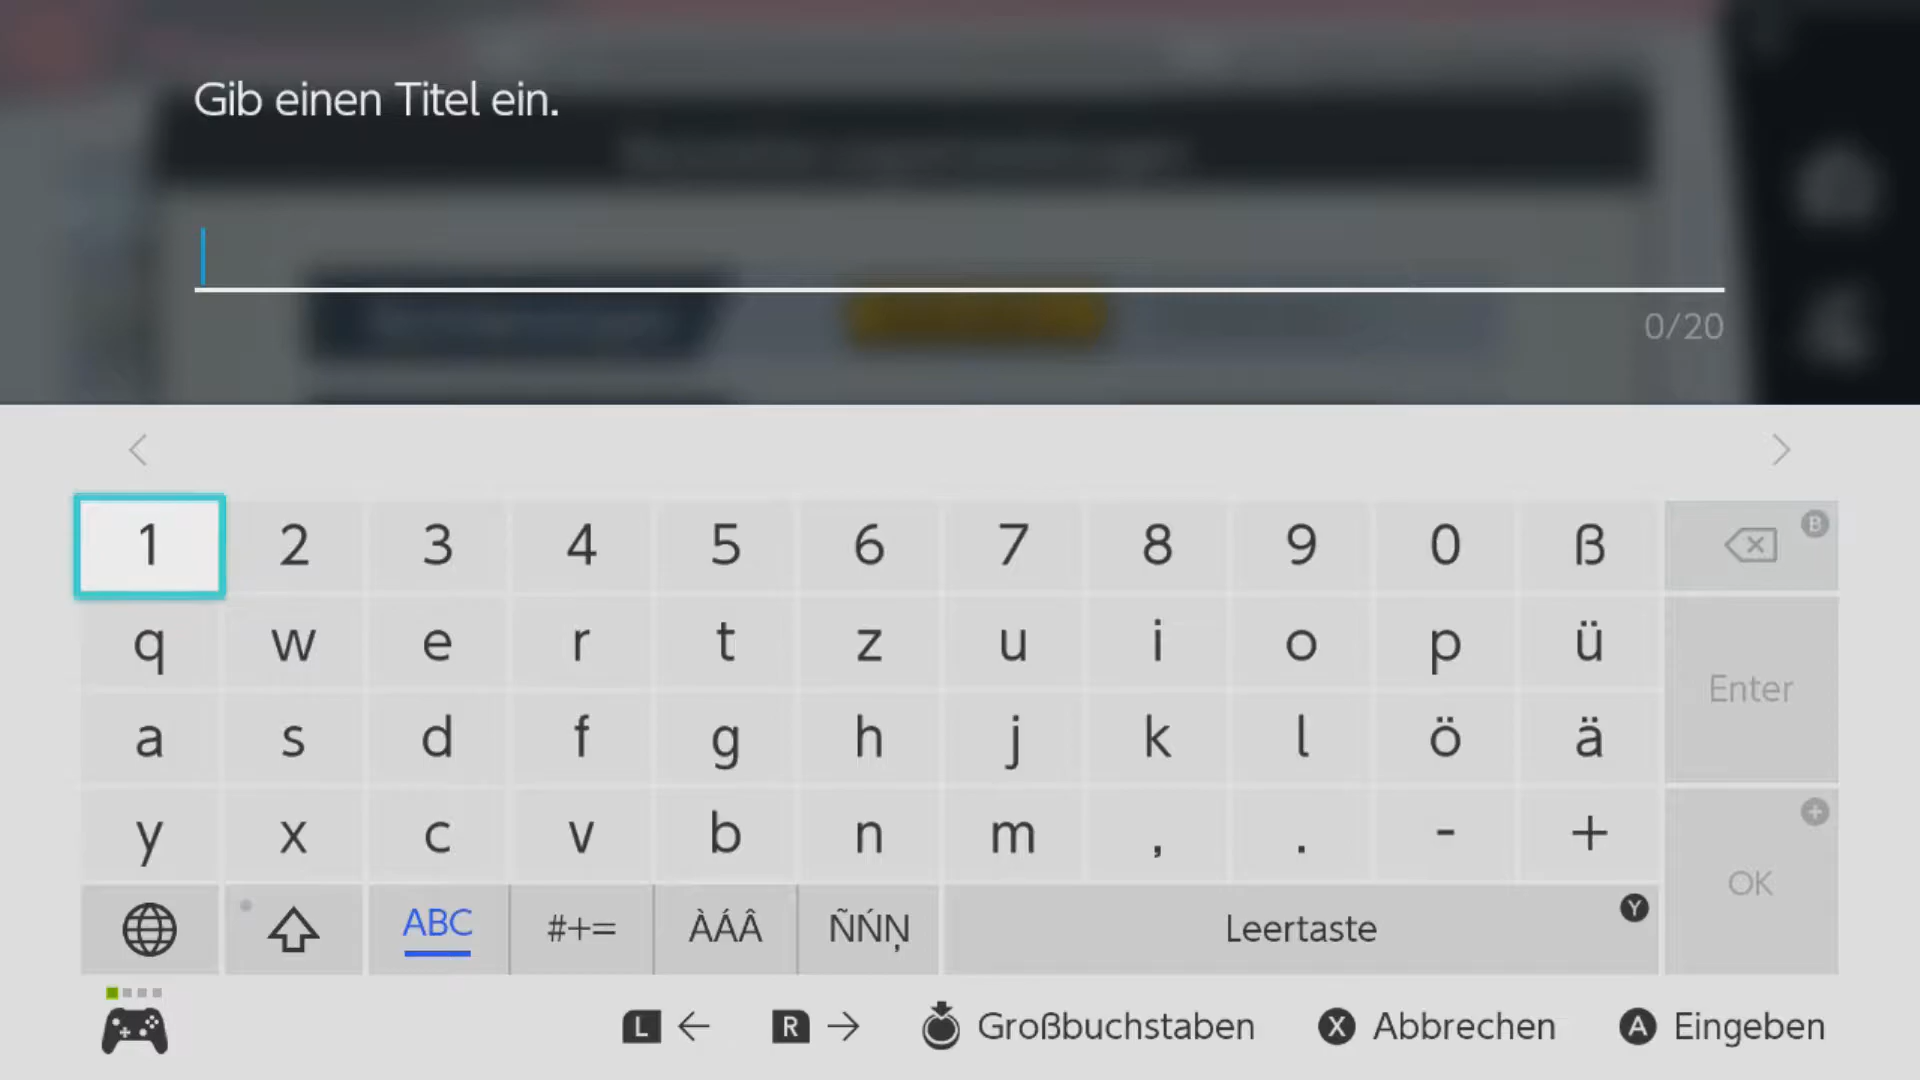 Gib einen Titel ein.
0/20
1 2 3 4 5 6 7 8 9 0 ß B
q w e r t z u i o p ü Enter
a s d f g h j k l ö ä
y x c v b n m , . - + OK
ABC #+= ÀÁÂ ÑŃŅ Leertaste Y
L ← R → Großbuchstaben X Abbrechen A Eingeben